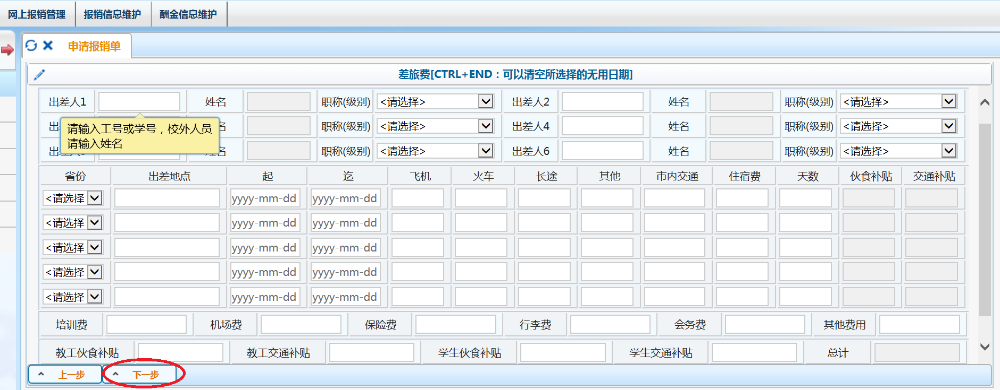 网上报销管理 报销信息维护 酬金信息维护
申请报销单
差旅费[CTRL+END：可以清空所选择的无用日期]
出差人1 姓名 职称(级别) <请选择> 出差人2 姓名 职称(级别) <请选择>
请输入工号或学号，校外人员
请输入姓名
出 名 职称(级别) <请选择> 出差人4 姓名 职称(级别) <请选择>
职称(级别) <请选择> 出差人6 姓名 职称(级别) <请选择>
省份 出差地点 起 迄 飞机 火车 长途 其他 市内交通 住宿费 天数 伙食补贴 交通补贴
<请选择 yyyy-mm-dd yyyy-mm-dd
<请选择 yyyy-mm-dd yyyy-mm-dd
<请选择 yyyy-mm-dd yyyy-mm-dd
<请选择 yyyy-mm-dd yyyy-mm-dd
<请选择 yyyy-mm-dd yyyy-mm-dd
培训费 机场费 保险费 行李费 会务费 其他费用
教工伙食补贴 教工交通补贴 学生伙食补贴 学生交通补贴 总计
上一步 下一步